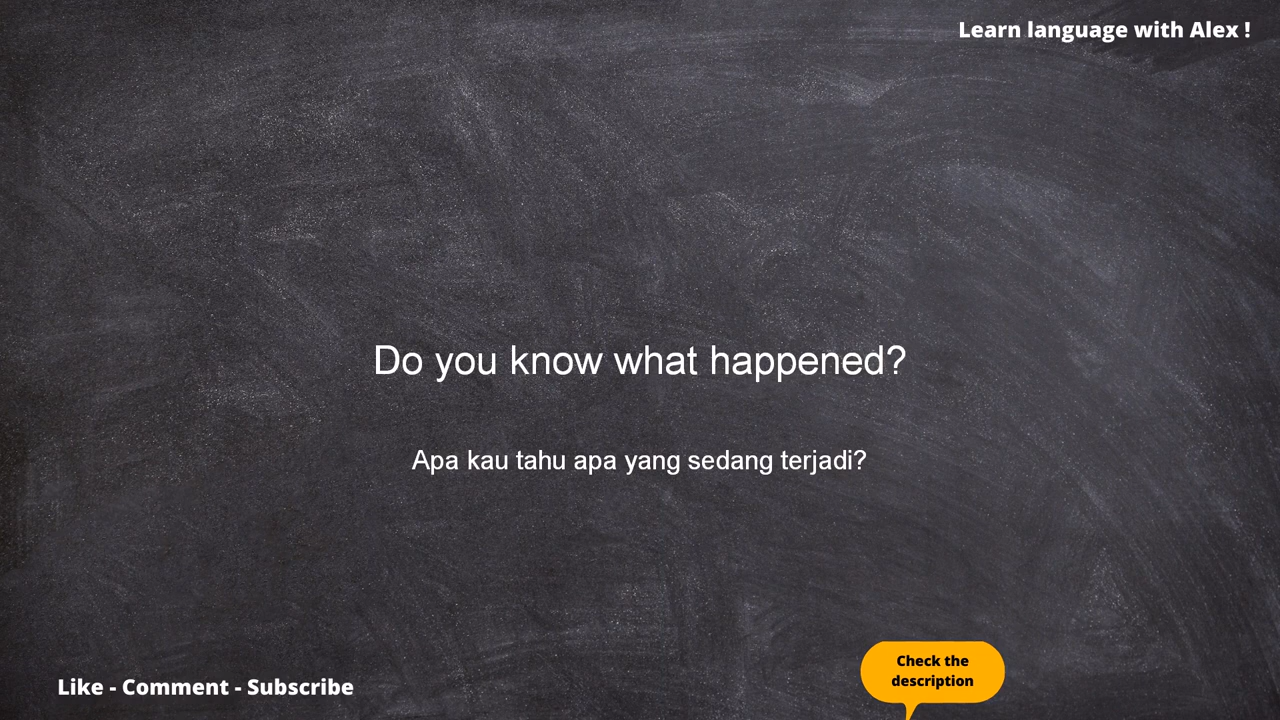 Learn language with Alex !
Do you know what happened?
Apa kau tahu apa yang sedang terjadi?
Like - Comment - Subscribe
Check the
description